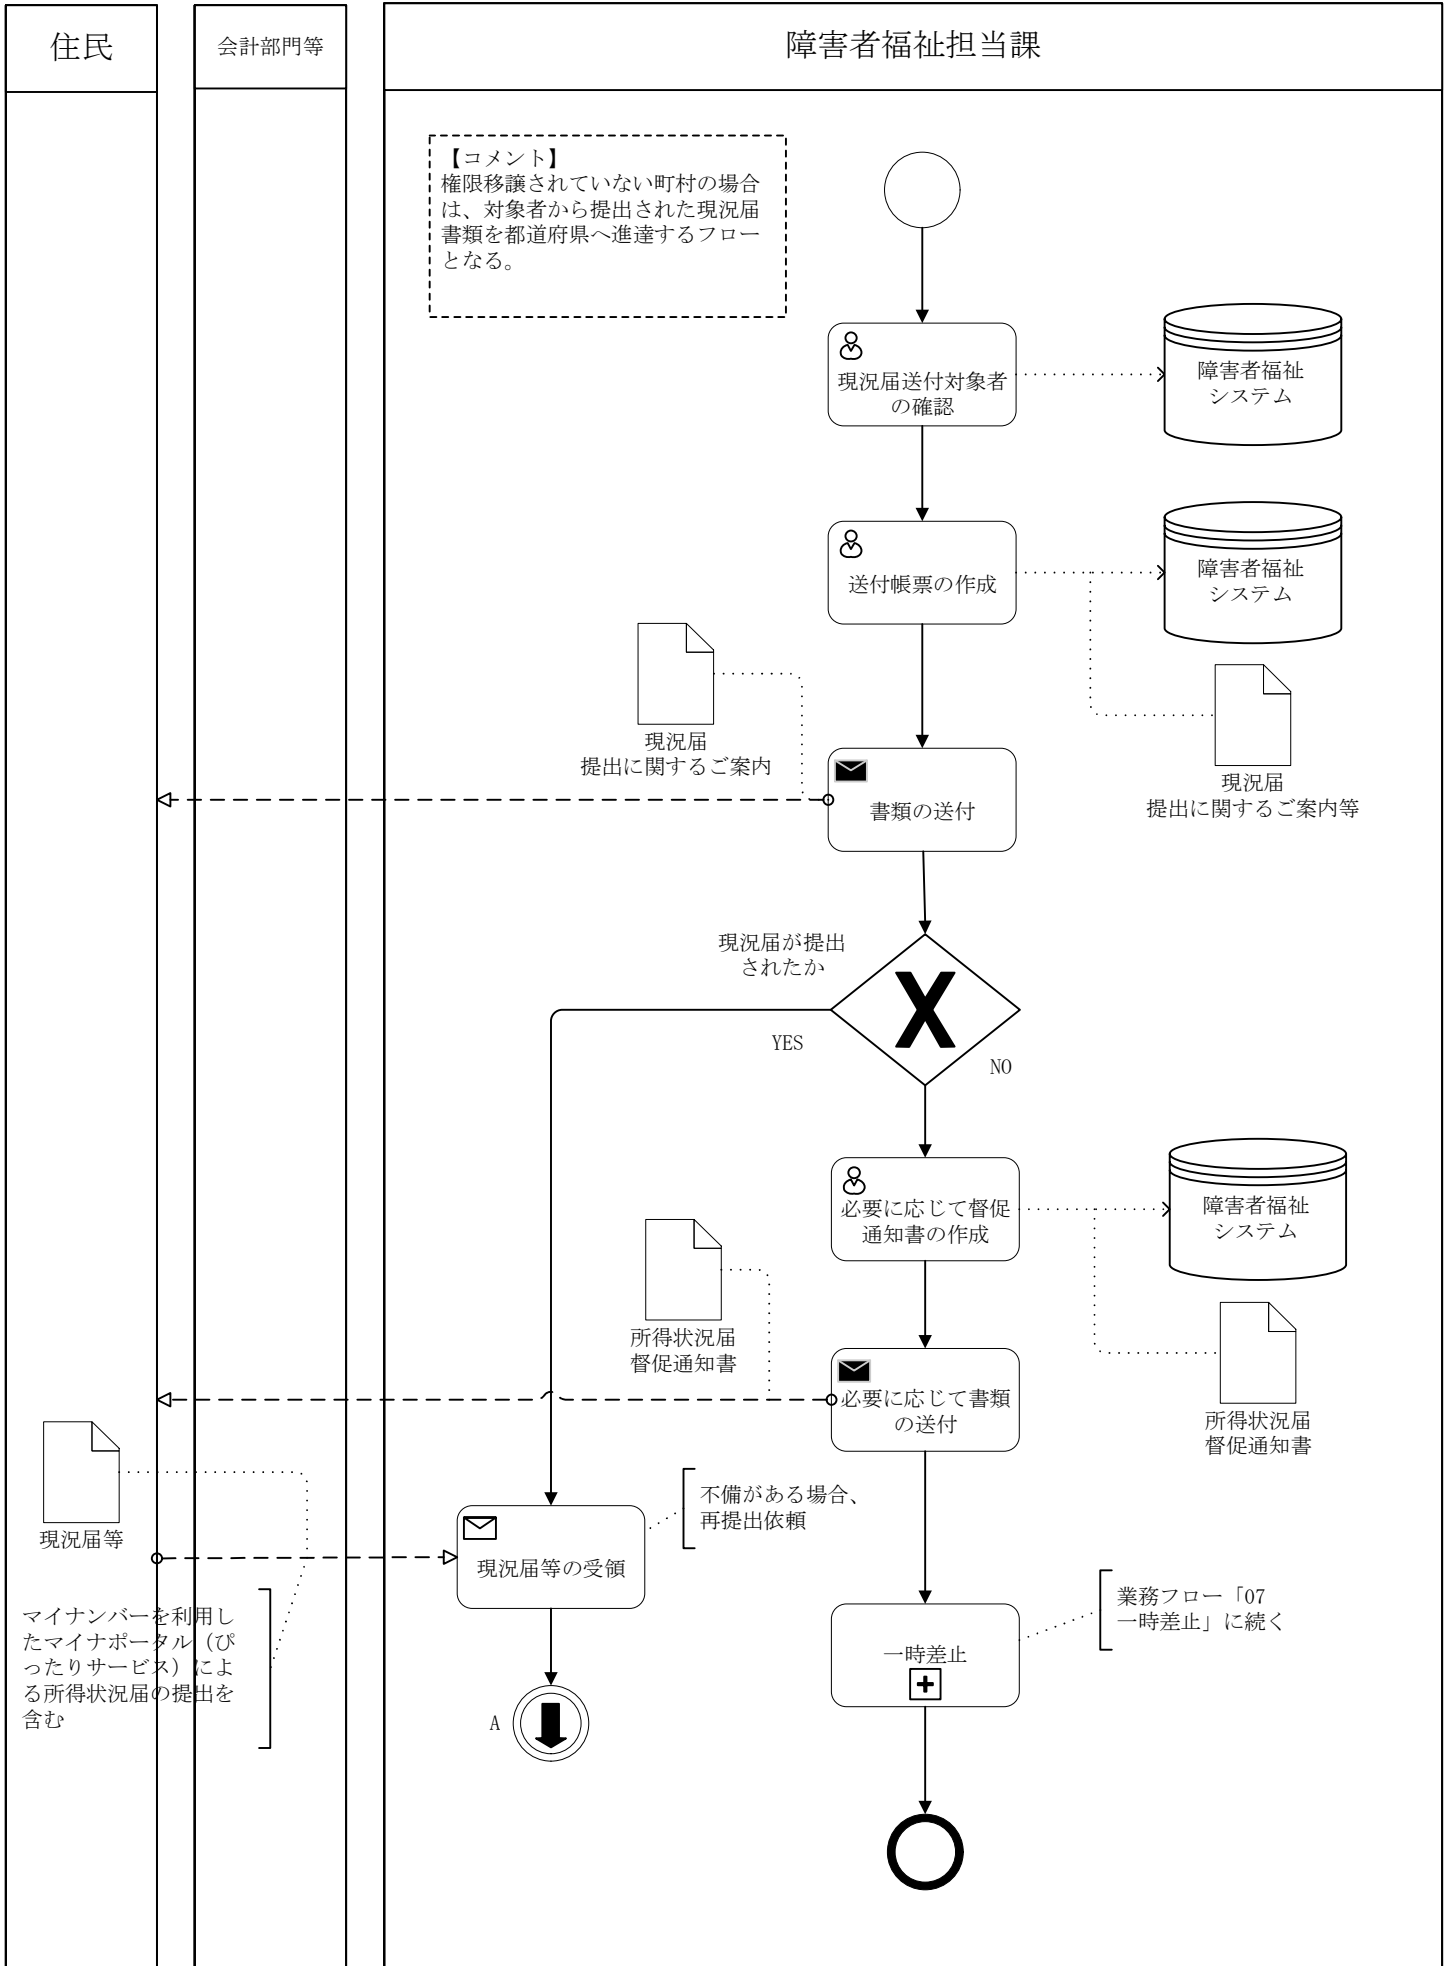 住民
会計部門等
障害者福祉担当課
【コメント】
権限移譲されていない町村の場合
は、対象者から提出された現況届
書類を都道府県へ進達するフロー
となる。
現況届送付対象者
の確認
障害者福祉
システム
送付帳票の作成
障害者福祉
システム
現況届
提出に関するご案内
現況届
提出に関するご案内等
書類の送付
現況届が提出
されたか
YES
NO
必要に応じて督促
通知書の作成
障害者福祉
システム
所得状況届
督促通知書
所得状況届
督促通知書
必要に応じて書類
の送付
現況届等
不備がある場合、
再提出依頼
現況届等の受領
マイナンバーを利用し
たマイナポータル（ぴ
ったりサービス）によ
る所得状況届の提出を
含む
業務フロー「07
一時差止」に続く
一時差止
A